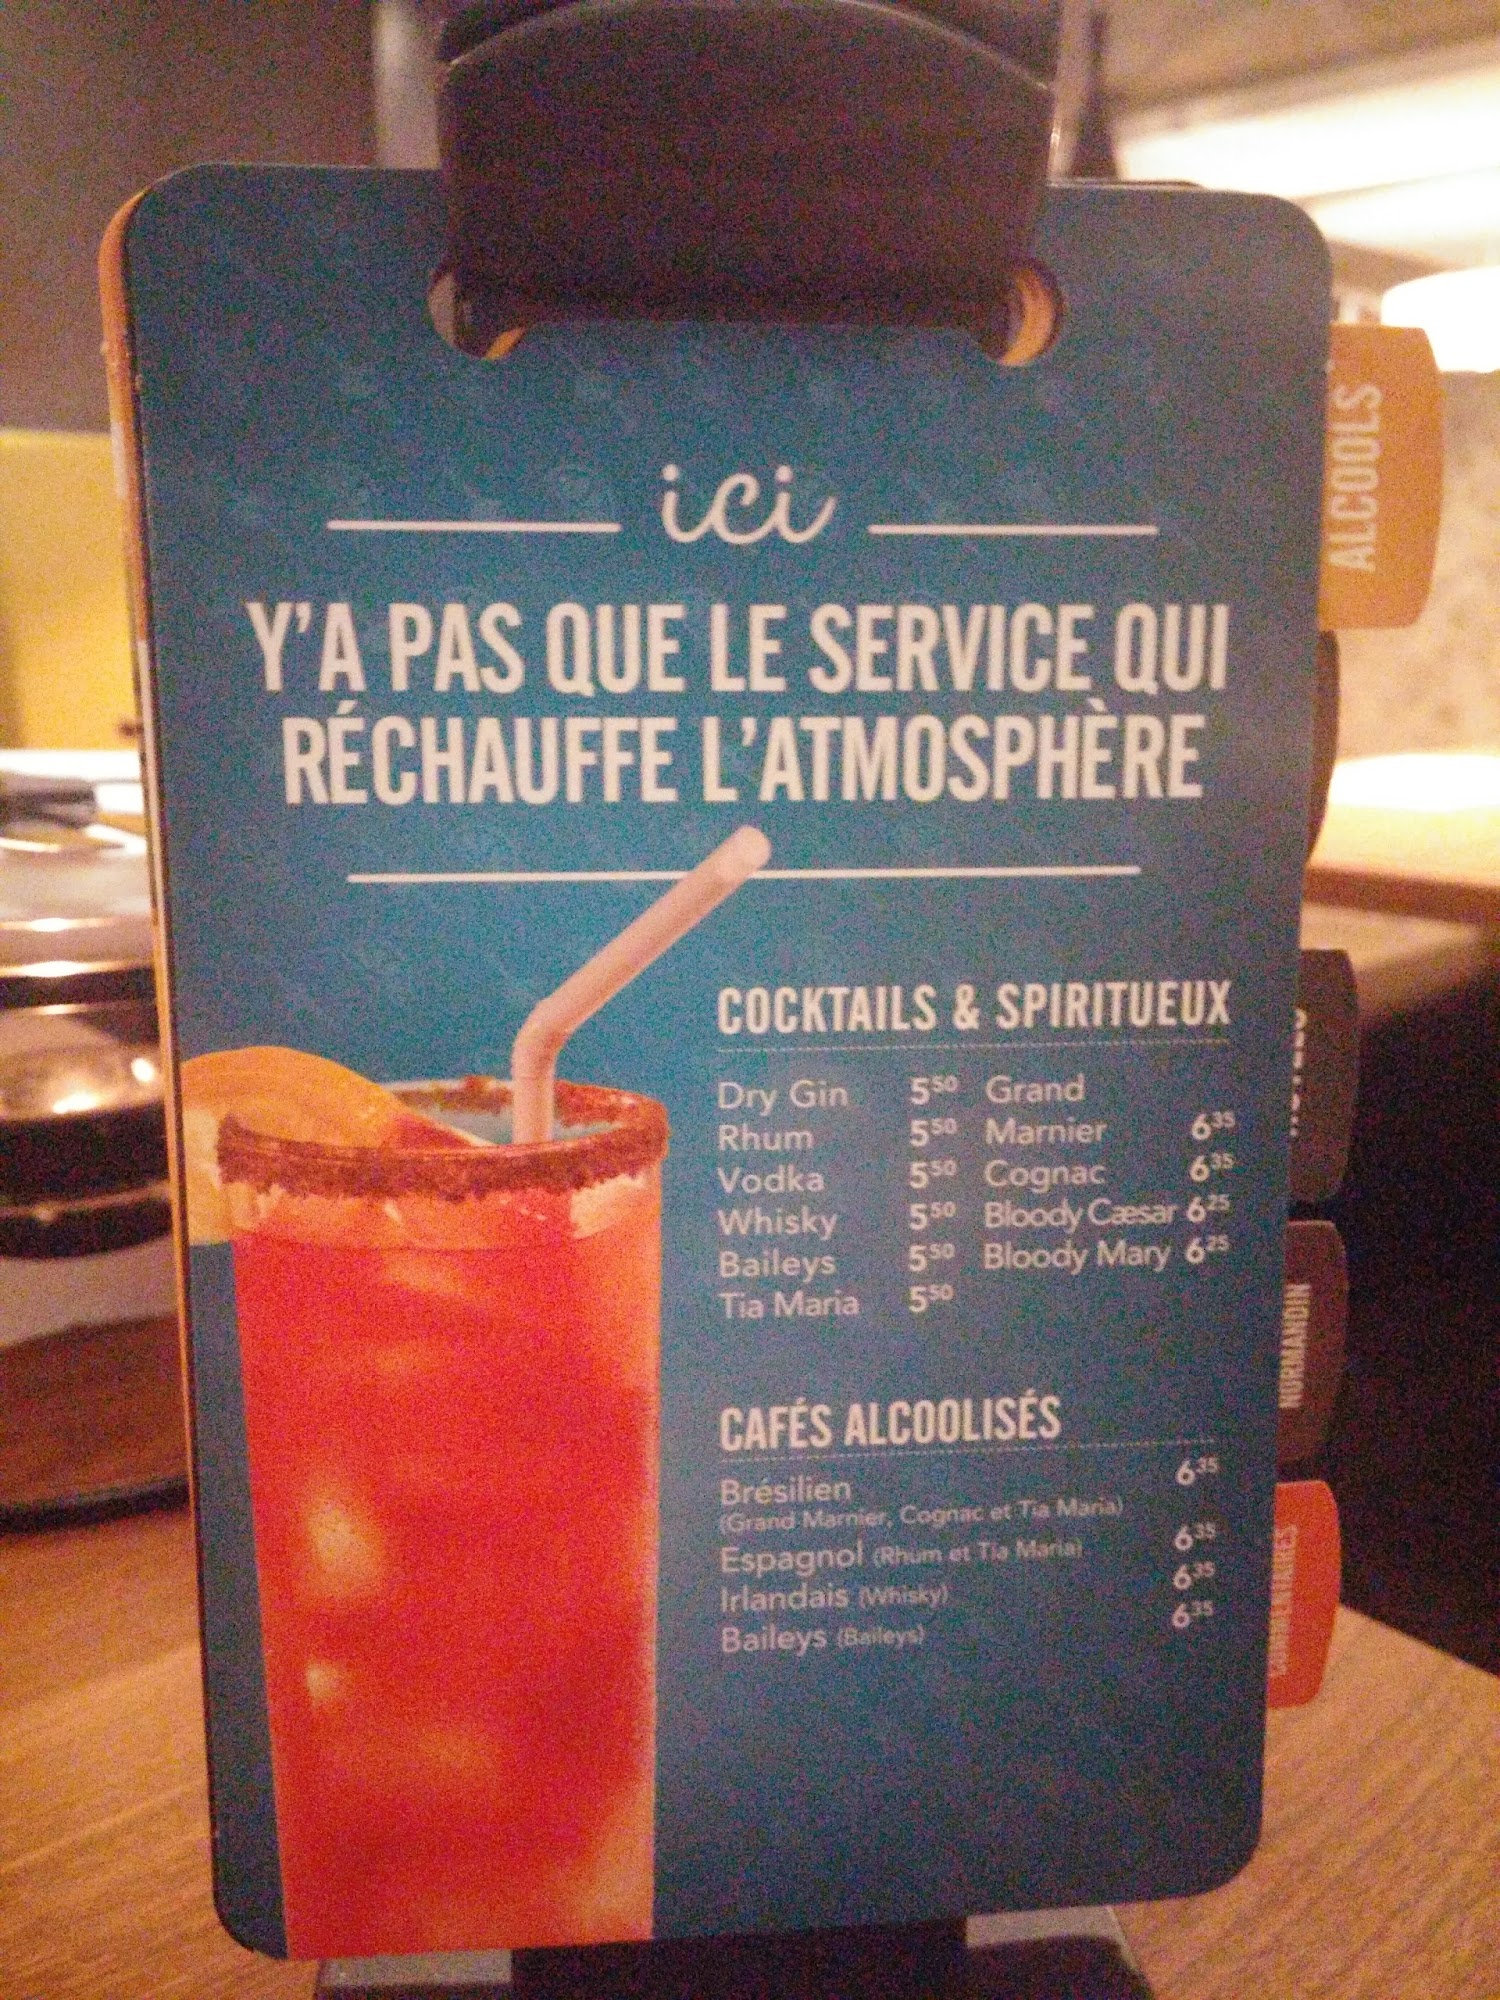 ici
Y'A PAS QUE LE SERVICE QUI
RÉCHAUFFE L'ATMOSPHÈRE
COCKTAILS & SPIRITUEUX
Dry Gin 5⁵⁰
Rhum 5⁵⁰
Vodka 5⁵⁰
Whisky 5⁵⁰
Baileys 5⁵⁰
Tia Maria 5⁵⁰
Grand
Marnier 6³⁵
Cognac 6³⁵
Bloody Cæsar 6²⁵
Bloody Mary 6²⁵
CAFÉS ALCOOLISÉS
Brésilien 6³⁵
(Grand Marnier, Cognac et Tia Maria)
Espagnol (Rhum et Tia Maria) 6³⁵
Irlandais (Whisky) 6³⁵
Baileys (Baileys) 6³⁵
ALCOOLS
NORMANDIN